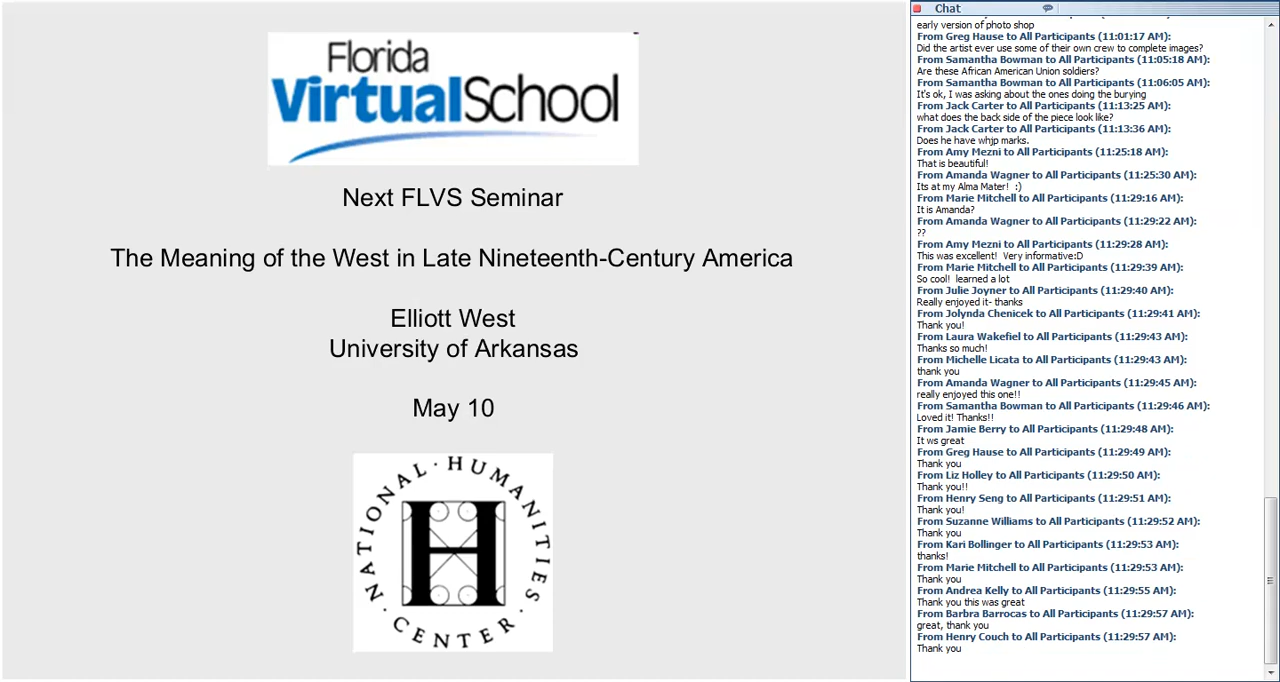 Florida
VirtualSchool
Next FLVS Seminar
The Meaning of the West in Late Nineteenth-Century America
Elliott West
University of Arkansas
May 10
NATIONAL · HUMANITIES · CENTER ·
H
Chat
early version of photo shop
From Greg Hause to All Participants (11:01:17 AM):
Did the artist ever use some of their own crew to complete images?
From Samantha Bowman to All Participants (11:05:18 AM):
Are these African American Union soldiers?
From Samantha Bowman to All Participants (11:06:05 AM):
It's ok, I was asking about the ones doing the burying
From Jack Carter to All Participants (11:13:25 AM):
what does the back side of the piece look like?
From Jack Carter to All Participants (11:13:36 AM):
Does he have whjp marks.
From Amy Mezni to All Participants (11:25:18 AM):
That is beautiful!
From Amanda Wagner to All Participants (11:25:30 AM):
Its at my Alma Mater!  :)
From Marie Mitchell to All Participants (11:29:16 AM):
It is Amanda?
From Amanda Wagner to All Participants (11:29:22 AM):
??
From Amy Mezni to All Participants (11:29:28 AM):
This was excellent!  Very informative:D
From Marie Mitchell to All Participants (11:29:39 AM):
So cool!  learned a lot
From Julie Joyner to All Participants (11:29:40 AM):
Really enjoyed it- thanks
From Jolynda Chenicek to All Participants (11:29:41 AM):
Thank you!
From Laura Wakefiel to All Participants (11:29:43 AM):
Thanks so much!
From Michelle Licata to All Participants (11:29:43 AM):
thank you
From Amanda Wagner to All Participants (11:29:45 AM):
really enjoyed this one!!
From Samantha Bowman to All Participants (11:29:46 AM):
Loved it! Thanks!!
From Jamie Berry to All Participants (11:29:48 AM):
It ws great
From Greg Hause to All Participants (11:29:49 AM):
Thank you
From Liz Holley to All Participants (11:29:50 AM):
Thank you!!
From Henry Seng to All Participants (11:29:51 AM):
Thank you!
From Suzanne Williams to All Participants (11:29:52 AM):
Thank you
From Kari Bollinger to All Participants (11:29:53 AM):
thanks!
From Marie Mitchell to All Participants (11:29:53 AM):
Thank you
From Andrea Kelly to All Participants (11:29:55 AM):
Thank you this was great
From Barbra Barrocas to All Participants (11:29:57 AM):
great, thank you
From Henry Couch to All Participants (11:29:57 AM):
Thank you